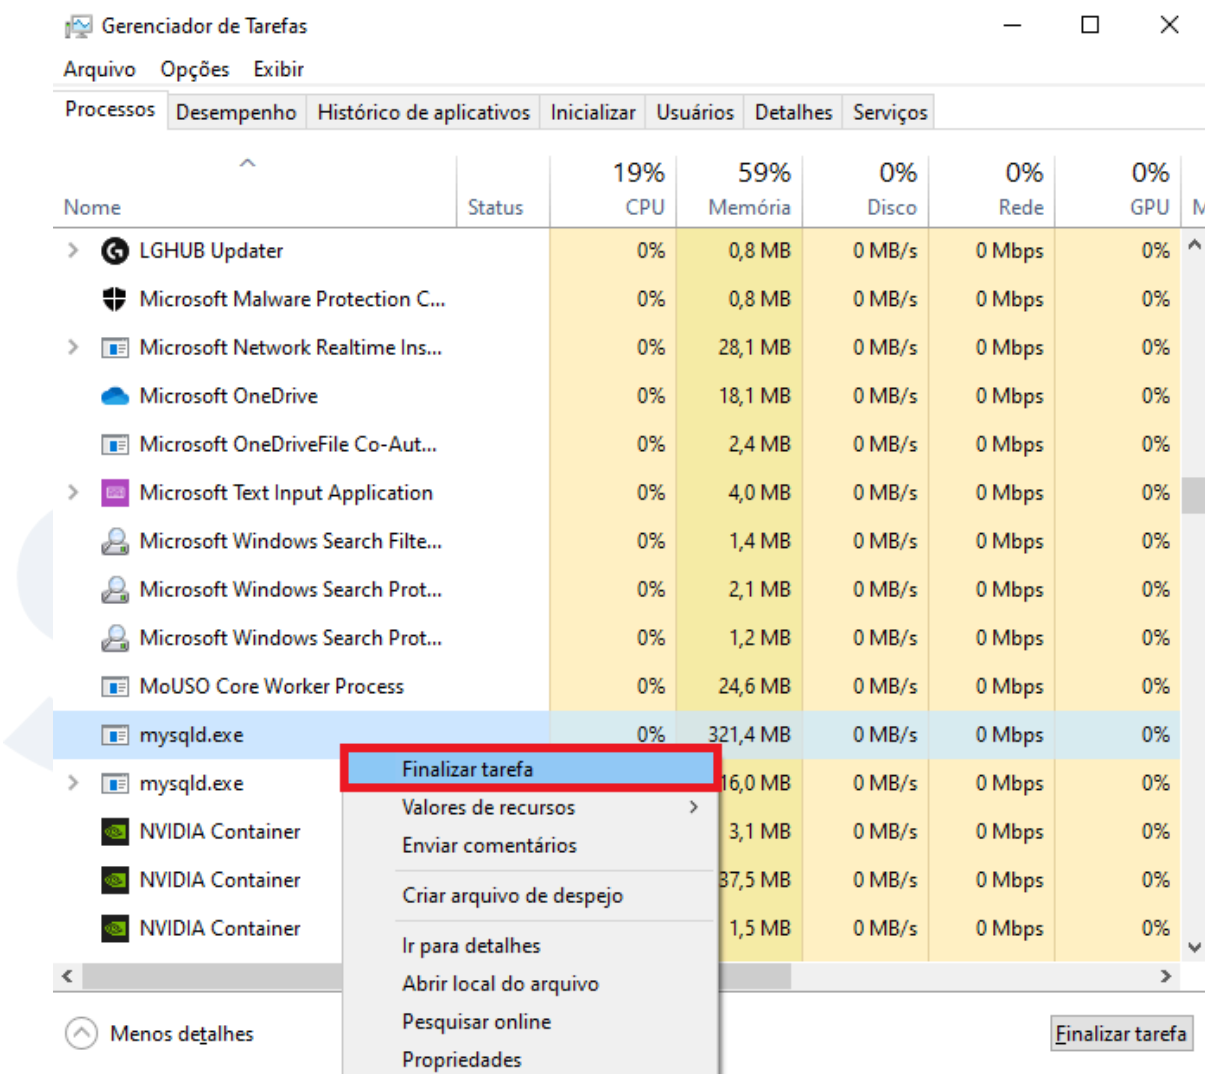 Gerenciador de Tarefas
Arquivo Opções Exibir
Processos Desempenho Histórico de aplicativos Inicializar Usuários Detalhes Serviços
19% 59% 0% 0% 0%
Nome Status CPU Memória Disco Rede GPU M
LGHUB Updater 0% 0,8 MB 0 MB/s 0 Mbps 0%
Microsoft Malware Protection C... 0% 0,8 MB 0 MB/s 0 Mbps 0%
Microsoft Network Realtime Ins... 0% 28,1 MB 0 MB/s 0 Mbps 0%
Microsoft OneDrive 0% 18,1 MB 0 MB/s 0 Mbps 0%
Microsoft OneDriveFile Co-Aut... 0% 2,4 MB 0 MB/s 0 Mbps 0%
Microsoft Text Input Application 0% 4,0 MB 0 MB/s 0 Mbps 0%
Microsoft Windows Search Filte... 0% 1,4 MB 0 MB/s 0 Mbps 0%
Microsoft Windows Search Prot... 0% 2,1 MB 0 MB/s 0 Mbps 0%
Microsoft Windows Search Prot... 0% 1,2 MB 0 MB/s 0 Mbps 0%
MoUSO Core Worker Process 0% 24,6 MB 0 MB/s 0 Mbps 0%
mysqld.exe 0% 321,4 MB 0 MB/s 0 Mbps 0%
mysqld.exe 16,0 MB 0 MB/s 0 Mbps 0%
NVIDIA Container 3,1 MB 0 MB/s 0 Mbps 0%
NVIDIA Container 37,5 MB 0 MB/s 0 Mbps 0%
NVIDIA Container 1,5 MB 0 MB/s 0 Mbps 0%
Finalizar tarefa
Valores de recursos
Enviar comentários
Criar arquivo de despejo
Ir para detalhes
Abrir local do arquivo
Pesquisar online
Propriedades
Menos detalhes
Finalizar tarefa